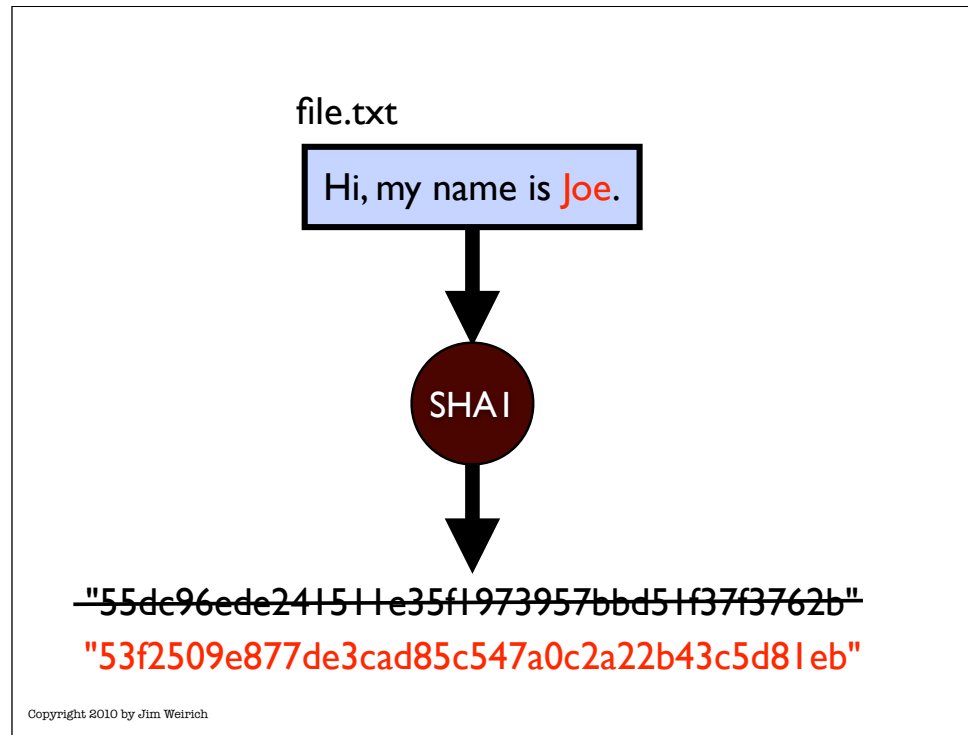 file.txt
Hi, my name is Joe.
SHA1
"55dc96ede241511e35f1973957bbd51f37f3762b"
"53f2509e877de3cad85c547a0c2a22b43c5d81eb"
Copyright 2010 by Jim Weirich